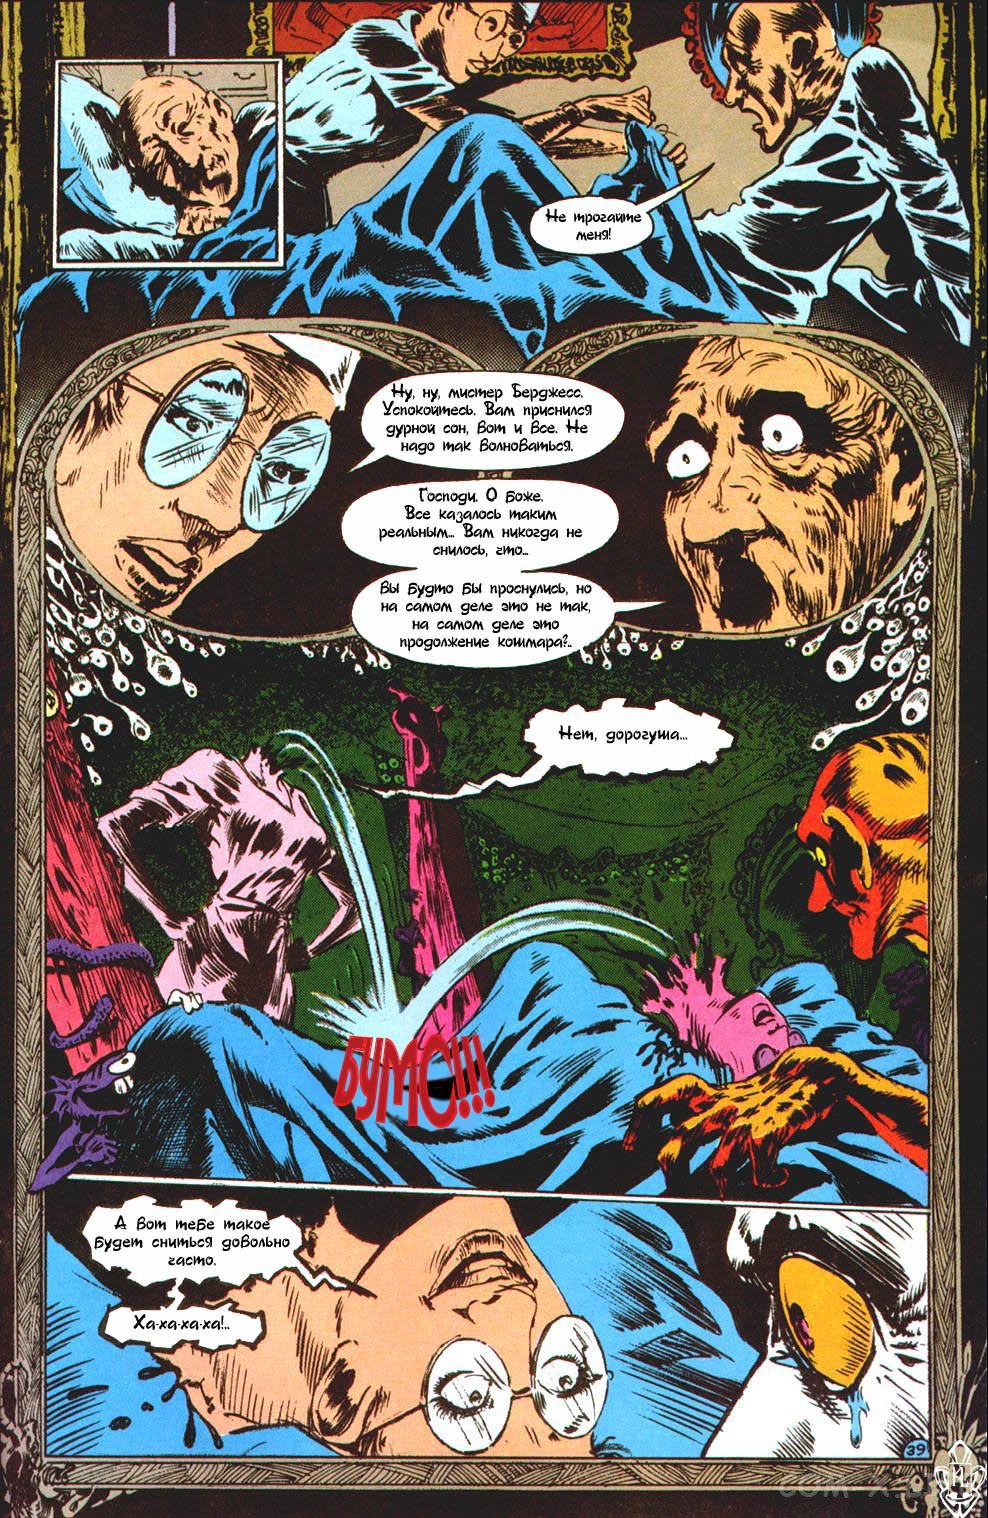 Не трогайте
меня!
Ну, ну, мистер Берджесс.
Успокойтесь. Вам приснился
дурной сон, вот и все. Не
надо так волноваться.
Господи. О Боже.
Все казалось таким
реальным... Вам никогда не
снилось, что...
Вы будто бы проснулись, но
на самом деле это не так,
на самом деле это
продолжение кошмара?..
Нет, дорогуша...
БУМС!!!
А вот тебе такое
будет сниться довольно
часто.
Ха-ха-ха-ха!..
39